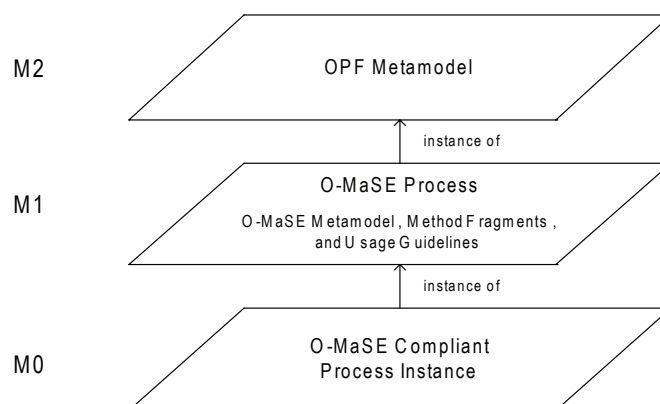 M2
OPF Metamodel
instance of
M1
O-MaSE Process
O-MaSE Metamodel, Method Fragments,
and Usage Guidelines
instance of
M0
O-MaSE Compliant
Process Instance